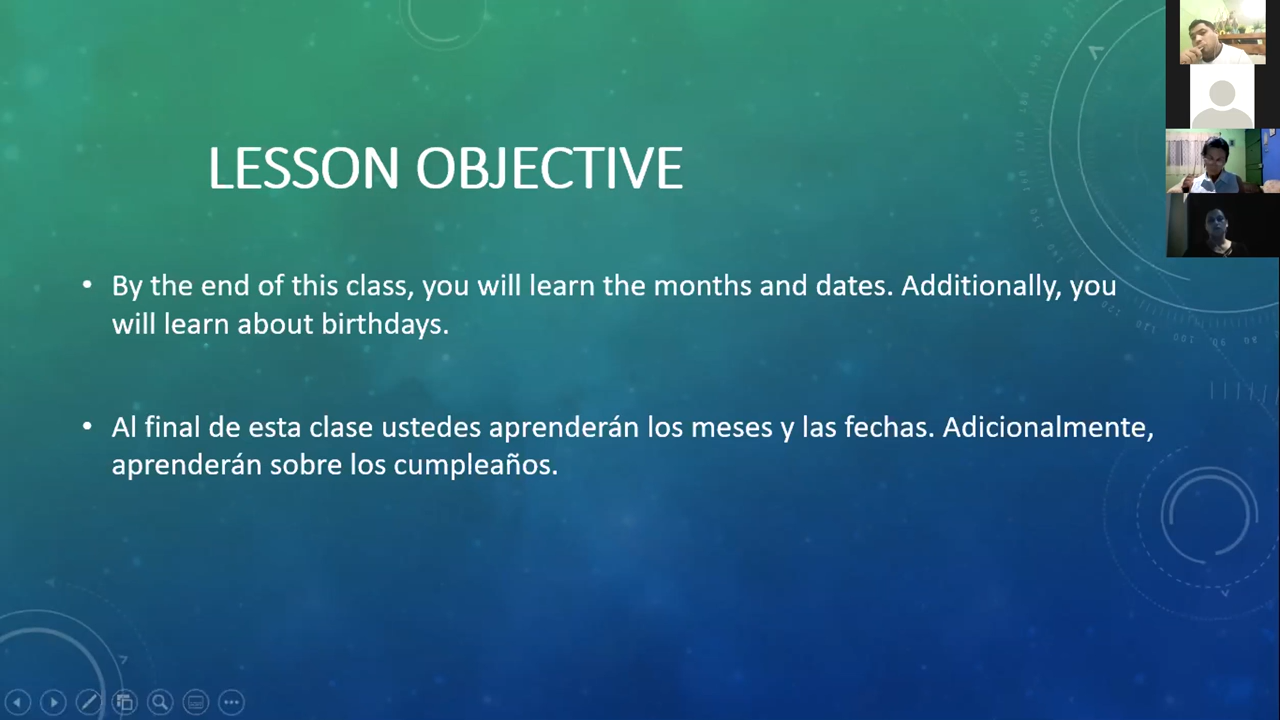 LESSON OBJECTIVE
• By the end of this class, you will learn the months and dates. Additionally, you
will learn about birthdays.
• Al final de esta clase ustedes aprenderán los meses y las fechas. Adicionalmente,
aprenderán sobre los cumpleaños.